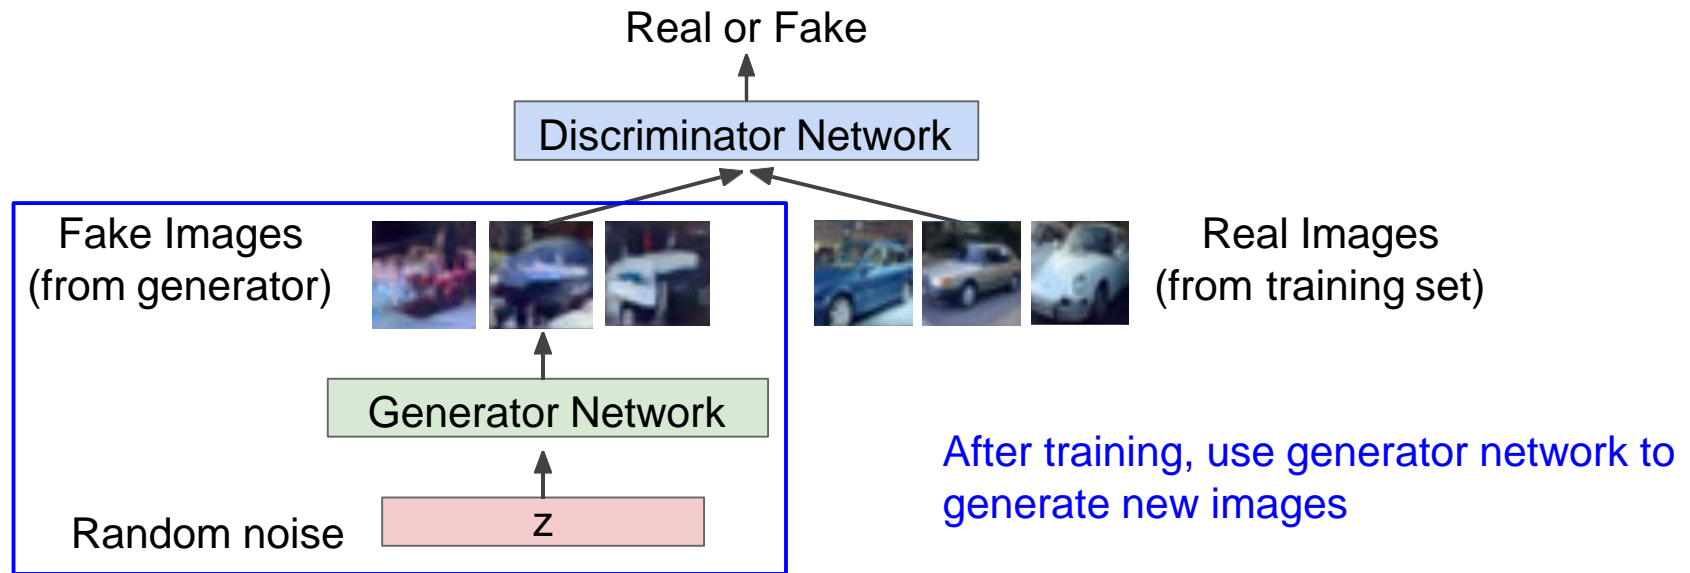 Real or Fake
Discriminator Network
Fake Images
(from generator)
Real Images
(from training set)
Generator Network
After training, use generator network to
generate new images
Random noise
z